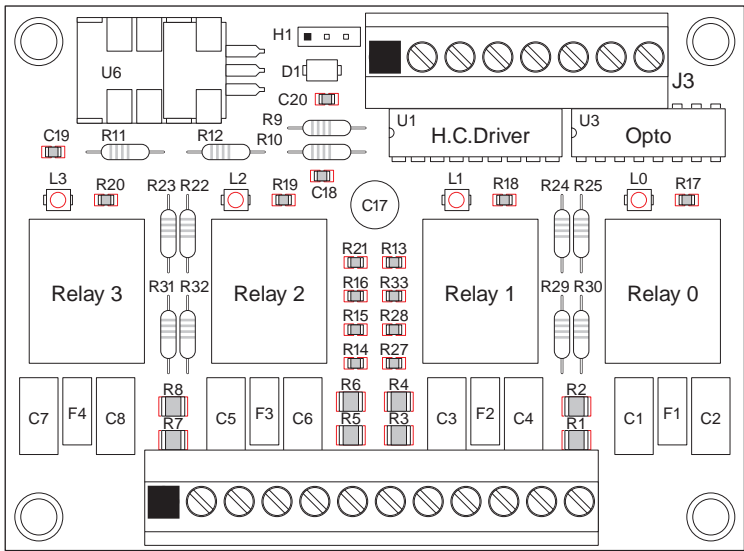 H1
U6
D1
J3
C20
U1
H.C.Driver
U3
Opto
R9
C19
R11
R12
R10
L3
R20
R23
R22
L2
R19
C18
L1
R18
R24
R25
L0
R17
C17
R21
R13
Relay 3
Relay 2
R16
R33
Relay 1
Relay 0
R31
R32
R29
R30
R15
R28
R14
R27
R8
R6
R4
R2
C7
F4
C8
C5
F3
C6
C3
F2
C4
C1
F1
C2
R7
R5
R3
R1